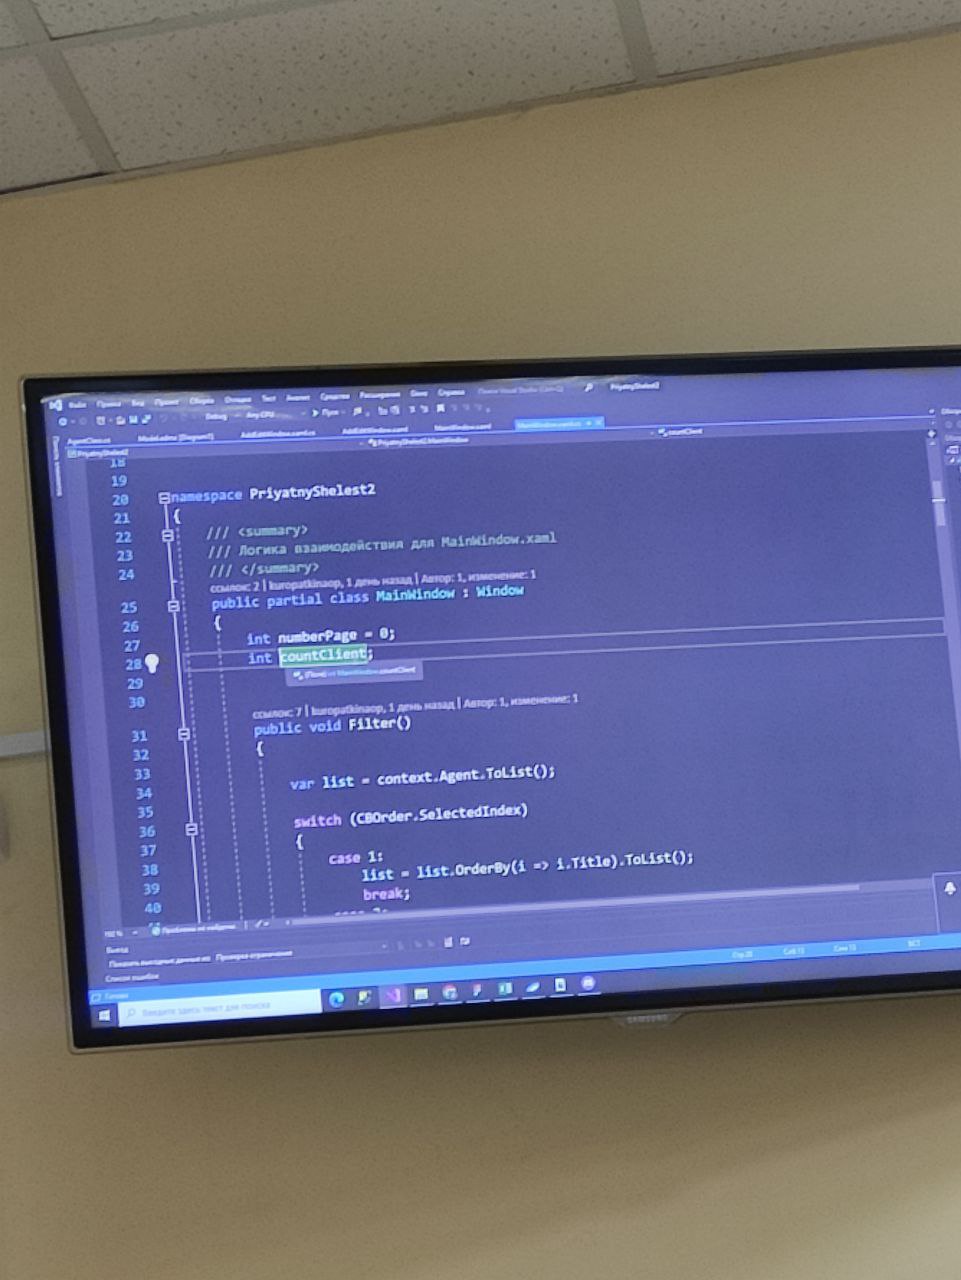 Файл Правка Вид Проект Сборка Отладка Тест Анализ Средства Расширения Окно Справка PriyatnyShelest2
Debug Any CPU Пуск
AgentClien.cs Model.edmx [Diagram1] AddEditWindow.xaml.cs AddEditWindow.xaml MainWindow.xaml MainWindow.xaml.cs
PriyatnyShelest2 PriyatnyShelest2.MainWindow countClient
18
19
20 namespace PriyatnyShelest2
21 {
22 /// <summary>
23 /// Логика взаимодействия для MainWindow.xaml
24 /// </summary>
ссылок: 2 | kuropatkinaop, 1 день назад | Автор: 1, изменение: 1
25 public partial class MainWindow : Window
26 {
27 int numberPage = 0;
28 int countClient;
29 (Поле) int MainWindow.countClient
30
ссылок: 7 | kuropatkinaop, 1 день назад | Автор: 1, изменение: 1
31 public void Filter()
32 {
33
34 var list = context.Agent.ToList();
35
36 switch (CBOrder.SelectedIndex)
37 {
38 case 1:
39 list = list.OrderBy(i => i.Title).ToList();
40 break;
Проблемы не найдены
Вывод
Показать выходные данные из: Проверка ограничения
Список ошибок
Готово
Введите здесь текст для поиска
SAMSUNG